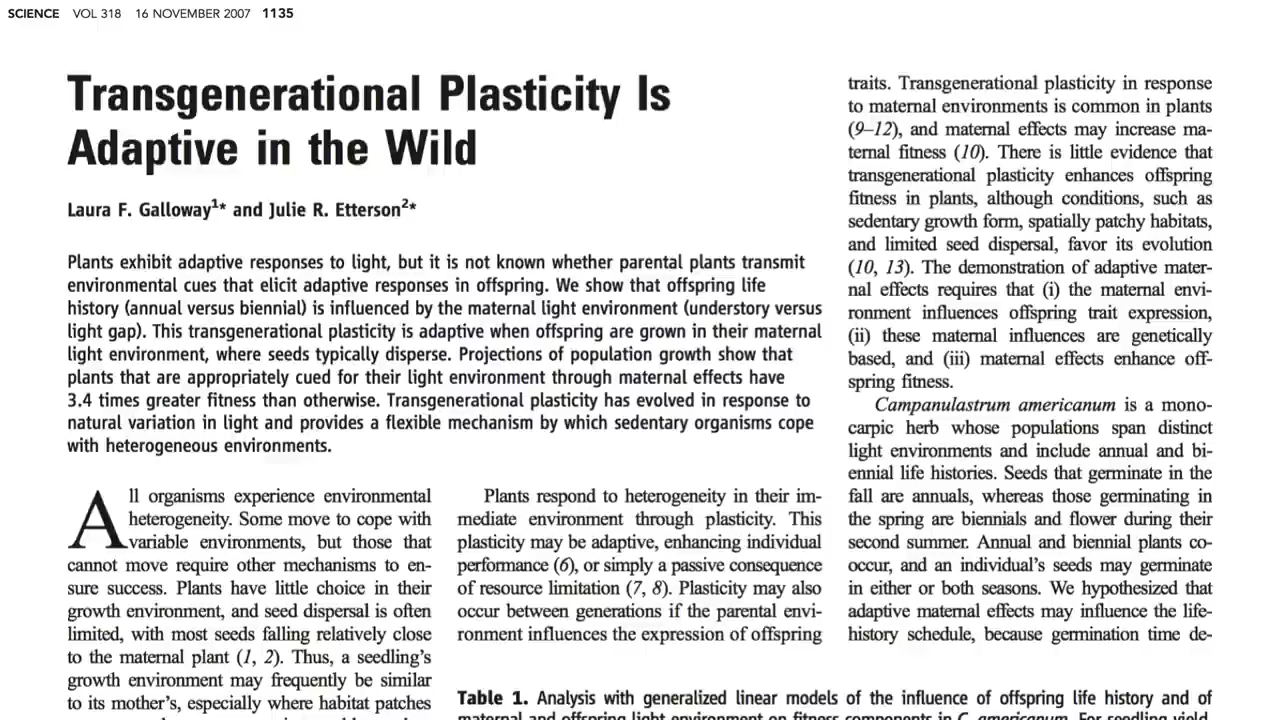 SCIENCE VOL 318 16 NOVEMBER 2007 1135
Transgenerational Plasticity Is
Adaptive in the Wild
Laura F. Galloway1* and Julie R. Etterson2*
Plants exhibit adaptive responses to light, but it is not known whether parental plants transmit
environmental cues that elicit adaptive responses in offspring. We show that offspring life
history (annual versus biennial) is influenced by the maternal light environment (understory versus
light gap). This transgenerational plasticity is adaptive when offspring are grown in their maternal
light environment, where seeds typically disperse. Projections of population growth show that
plants that are appropriately cued for their light environment through maternal effects have
3.4 times greater fitness than otherwise. Transgenerational plasticity has evolved in response to
natural variation in light and provides a flexible mechanism by which sedentary organisms cope
with heterogeneous environments.
All organisms experience environmental
heterogeneity. Some move to cope with
variable environments, but those that
cannot move require other mechanisms to en-
sure success. Plants have little choice in their
growth environment, and seed dispersal is often
limited, with most seeds falling relatively close
to the maternal plant (1, 2). Thus, a seedling's
growth environment may frequently be similar
to its mother's, especially where habitat patches
Plants respond to heterogeneity in their im-
mediate environment through plasticity. This
plasticity may be adaptive, enhancing individual
performance (6), or simply a passive consequence
of resource limitation (7, 8). Plasticity may also
occur between generations if the parental envi-
ronment influences the expression of offspring
traits. Transgenerational plasticity in response
to maternal environments is common in plants
(9–12), and maternal effects may increase ma-
ternal fitness (10). There is little evidence that
transgenerational plasticity enhances offspring
fitness in plants, although conditions, such as
sedentary growth form, spatially patchy habitats,
and limited seed dispersal, favor its evolution
(10, 13). The demonstration of adaptive mater-
nal effects requires that (i) the maternal envi-
ronment influences offspring trait expression,
(ii) these maternal influences are genetically
based, and (iii) maternal effects enhance off-
spring fitness.
Campanulastrum americanum is a mono-
carpic herb whose populations span distinct
light environments and include annual and bi-
ennial life histories. Seeds that germinate in the
fall are annuals, whereas those germinating in
the spring are biennials and flower during their
second summer. Annual and biennial plants co-
occur, and an individual's seeds may germinate
in either or both seasons. We hypothesized that
adaptive maternal effects may influence the life-
history schedule, because germination time de-
Table 1. Analysis with generalized linear models of the influence of offspring life history and of
maternal and offspring light environment on fitness components in C. americanum. For seedling yield,